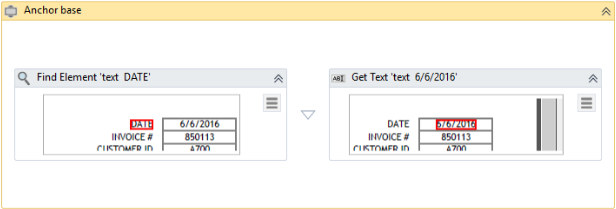 Anchor base
Find Element 'text DATE'
DATE 6/6/2016
INVOICE # 850113
CUSTOMER ID A700
ABI Get Text 'text 6/6/2016'
DATE 6/6/2016
INVOICE # 850113
CUSTOMER ID A700